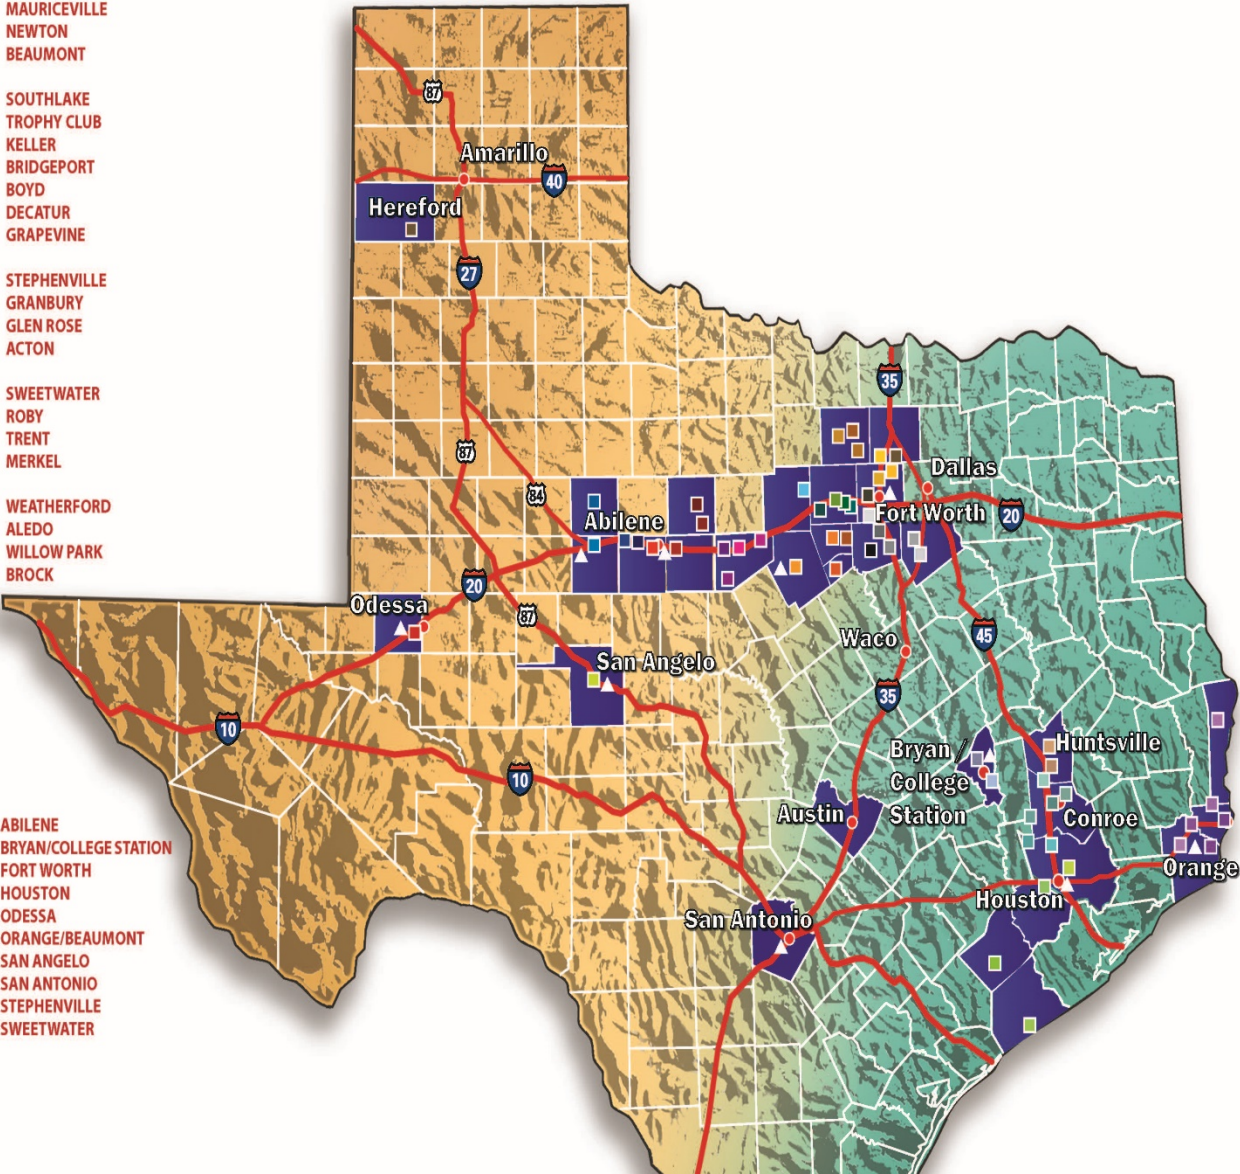 MAURICEVILLE
NEWTON
BEAUMONT
SOUTHLAKE
TROPHY CLUB
KELLER
BRIDGEPORT
BOYD
DECATUR
GRAPEVINE
STEPHENVILLE
GRANBURY
GLEN ROSE
ACTON
SWEETWATER
ROBY
TRENT
MERKEL
WEATHERFORD
ALEDO
WILLOW PARK
BROCK
ABILENE
BRYAN/COLLEGE STATION
FORT WORTH
HOUSTON
ODESSA
ORANGE/BEAUMONT
SAN ANGELO
SAN ANTONIO
STEPHENVILLE
SWEETWATER
87
Amarillo
40
Hereford
27
35
87
Dallas
84
Abilene
Fort Worth
20
20
Odessa
87
Waco
45
San Angelo
35
10
Bryan /
College
Station
Huntsville
10
Austin
Conroe
Orange
Houston
San Antonio